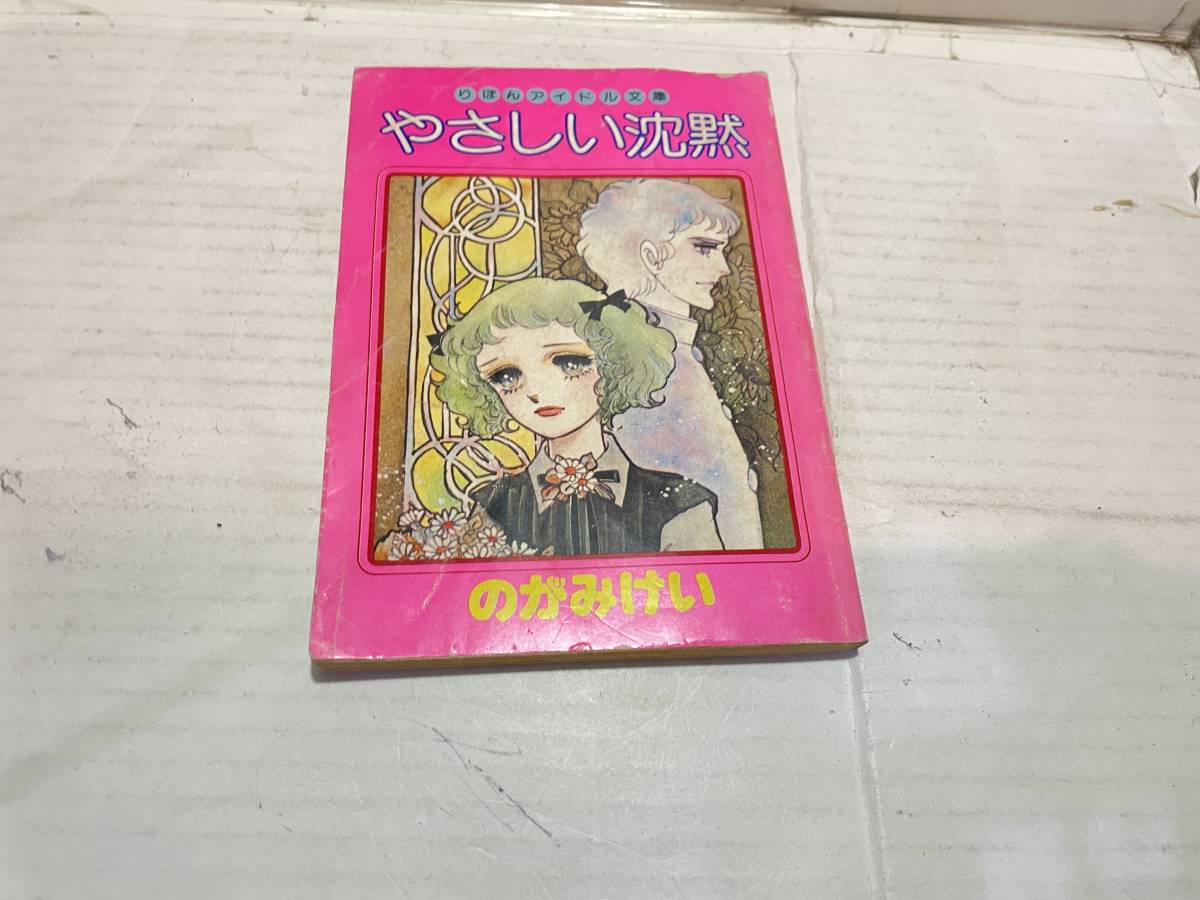 りぼんアイドル文庫
やさしい沈黙
のがみけい